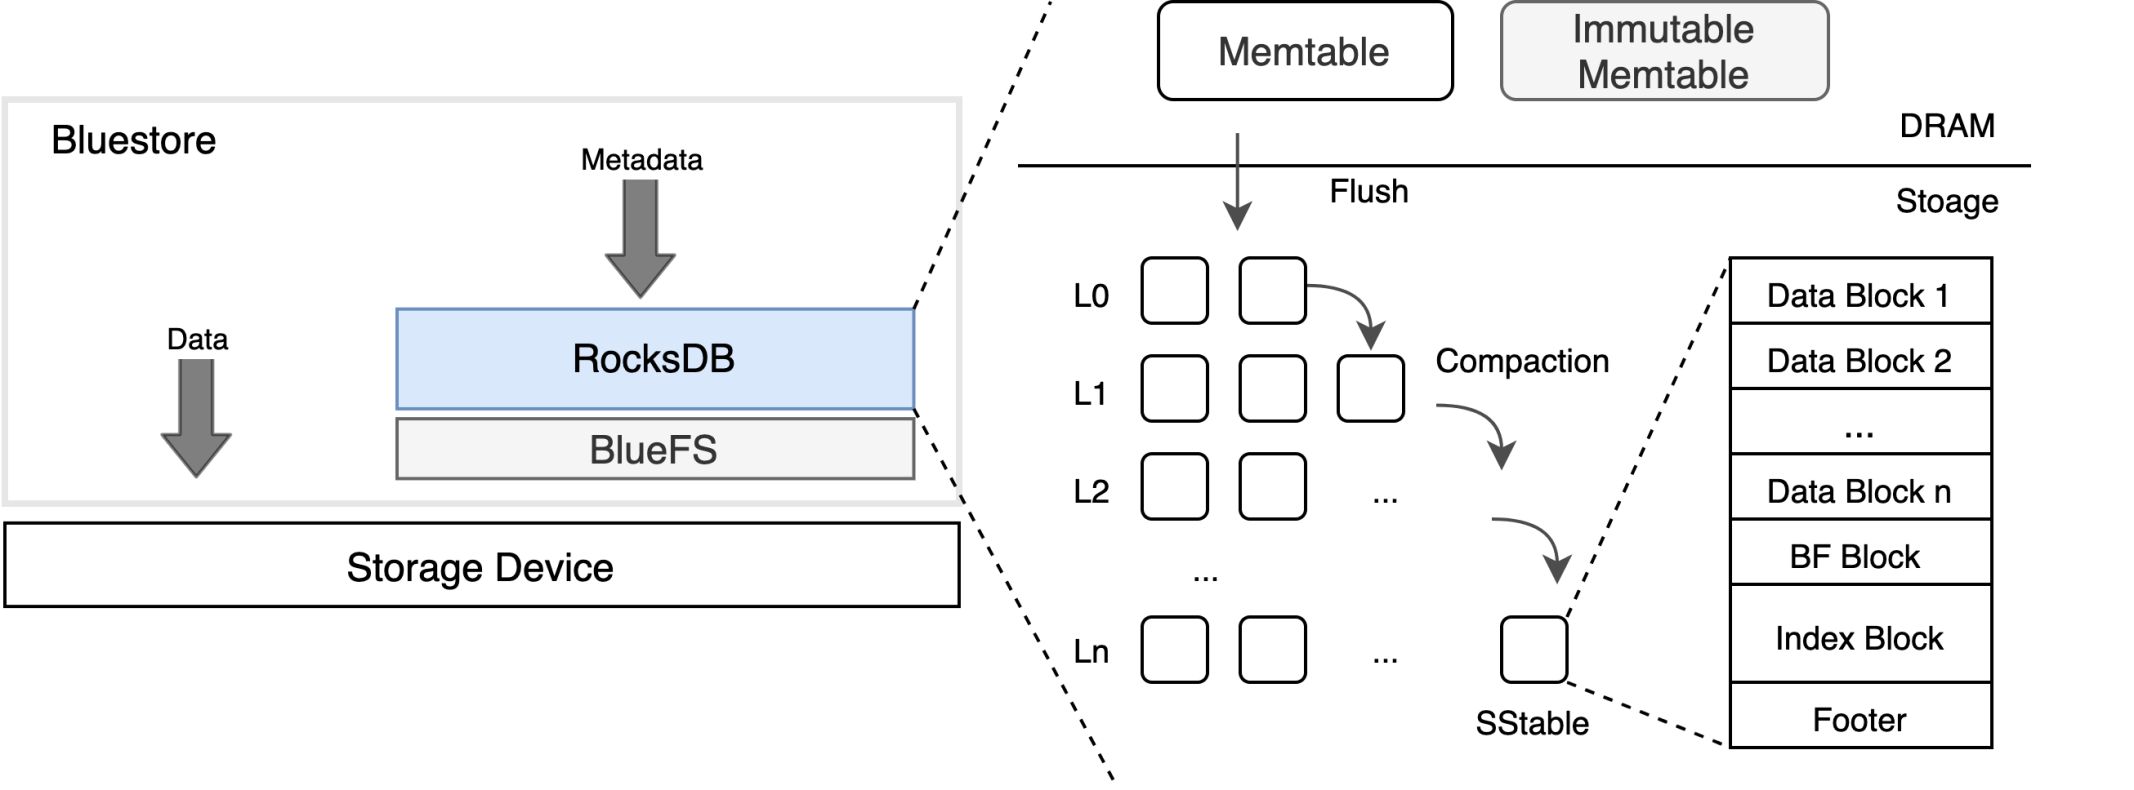 Bluestore
Metadata
Data
RocksDB
BlueFS
Storage Device
Memtable
Immutable
Memtable
DRAM
Flush
Stoage
L0
L1
Compaction
L2
...
...
Ln
...
SStable
Data Block 1
Data Block 2
...
Data Block n
BF Block
Index Block
Footer